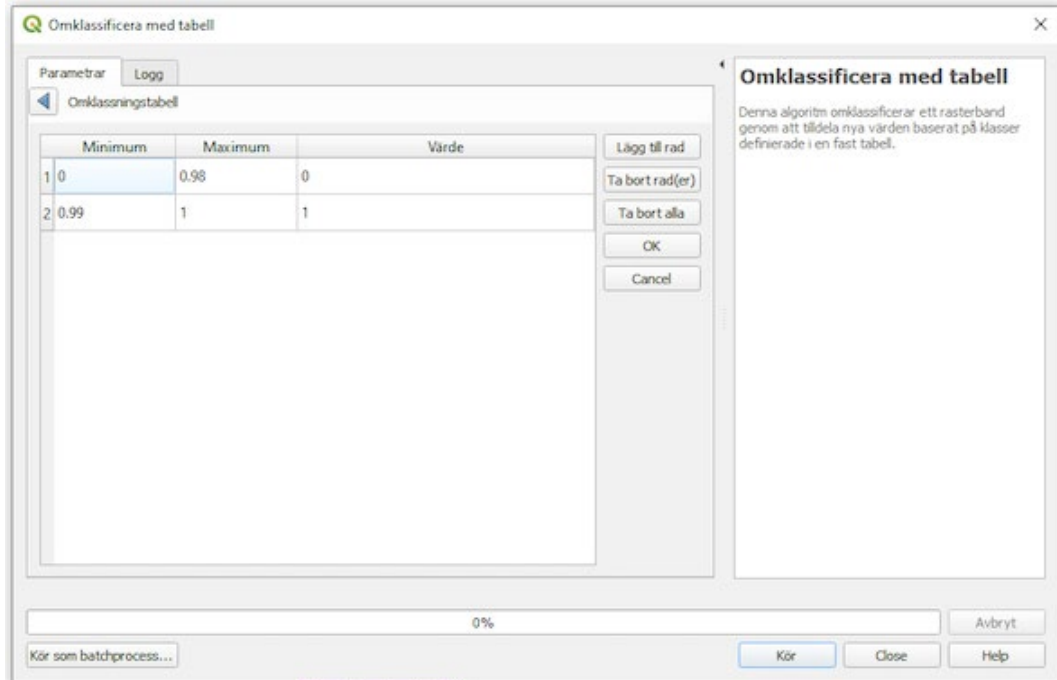 Omklassificera med tabell
Parametrar
Logg
Omklassningstabell
Minimum Maximum Värde
1 0 0.98 0
2 0.99 1 1
Lägg till rad
Ta bort rad(er)
Ta bort alla
OK
Cancel
Omklassificera med tabell
Denna algoritm omklassificerar ett rasterband
genom att tilldela nya värden baserat på klasser
definierade i en fast tabell.
0%
Avbryt
Kör som batchprocess...
Kör
Close
Help